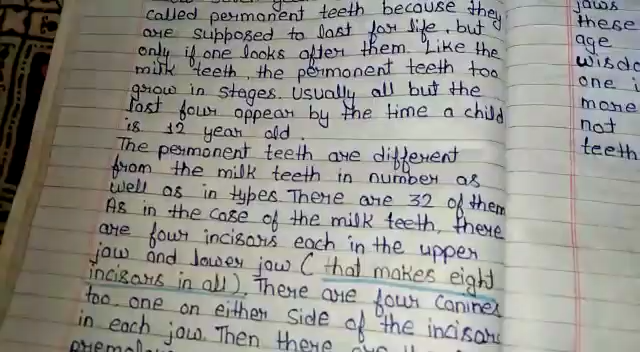 called permanent teeth because they
are supposed to last for life, but
only if one looks after them. Like the
milk teeth, the permanent teeth too
grow in stages. Usually all but the
last four appear by the time a child
is 12 year old.
The permanent teeth are different
from the milk teeth in number as
well as in types. There are 32 of them
As in the case of the milk teeth, there
are four incisors each in the upper
jaw and lower jaw ( that makes eight
incisors in all) There are four canines
too one on either side of the incisors
in each jaw. Then there are
jaws
these
age
one
more
not
teeth